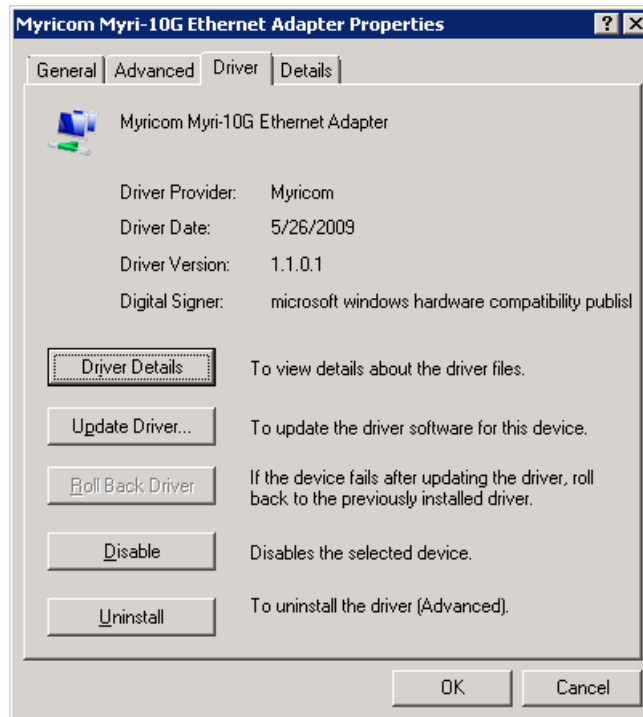 Myricom Myri-10G Ethernet Adapter Properties
General Advanced Driver Details
Myricom Myri-10G Ethernet Adapter
Driver Provider: Myricom
Driver Date: 5/26/2009
Driver Version: 1.1.0.1
Digital Signer: microsoft windows hardware compatibility publisl
Driver Details To view details about the driver files.
Update Driver... To update the driver software for this device.
Roll Back Driver If the device fails after updating the driver, roll
back to the previously installed driver.
Disable Disables the selected device.
Uninstall To uninstall the driver (Advanced).
OK Cancel